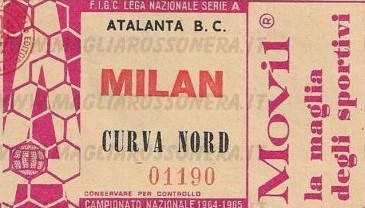 F.I.G.C. LEGA NAZIONALE SERIE A
ATALANTA B. C.
MILAN
CURVA NORD
01190
CONSERVARE PER CONTROLLO
CAMPIONATO NAZIONALE 1964-1965
Movil®
la maglia
degli sportivi
WWW.MAGLIAROSSONERA.IT